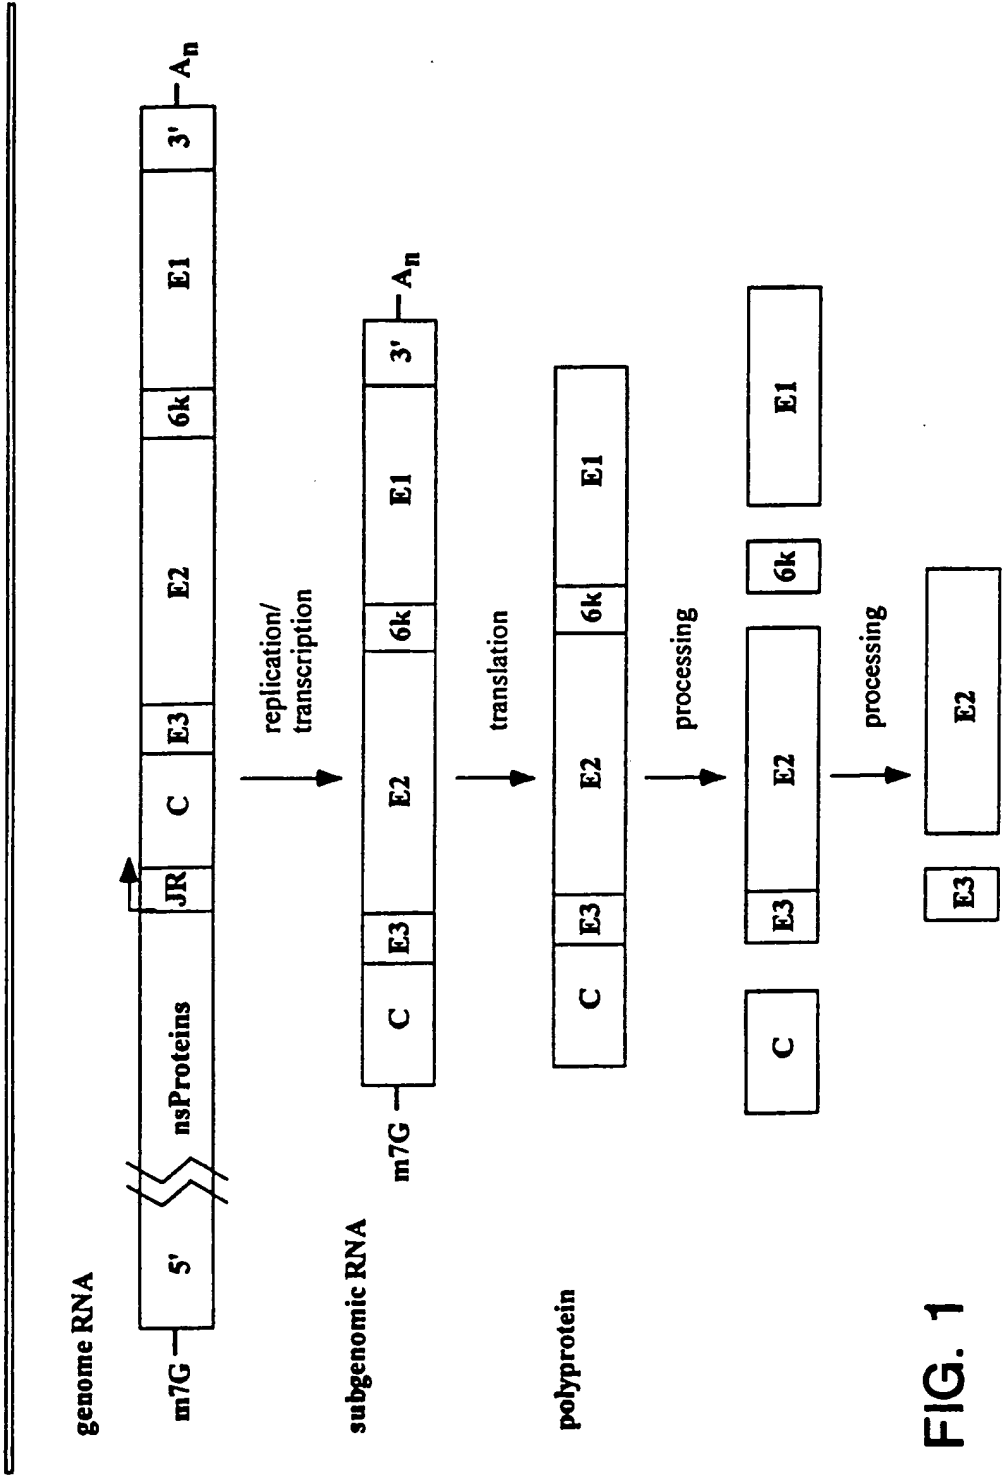 genome RNA
m7G 5' nsProteins JR C E3 E2 6k E1 3' An
replication/
transcription
subgenomic RNA
m7G C E3 E2 6k E1 3' An
translation
polyprotein
C E3 E2 6k E1
processing
C E3 E2 6k E1
processing
E3 E2
FIG. 1